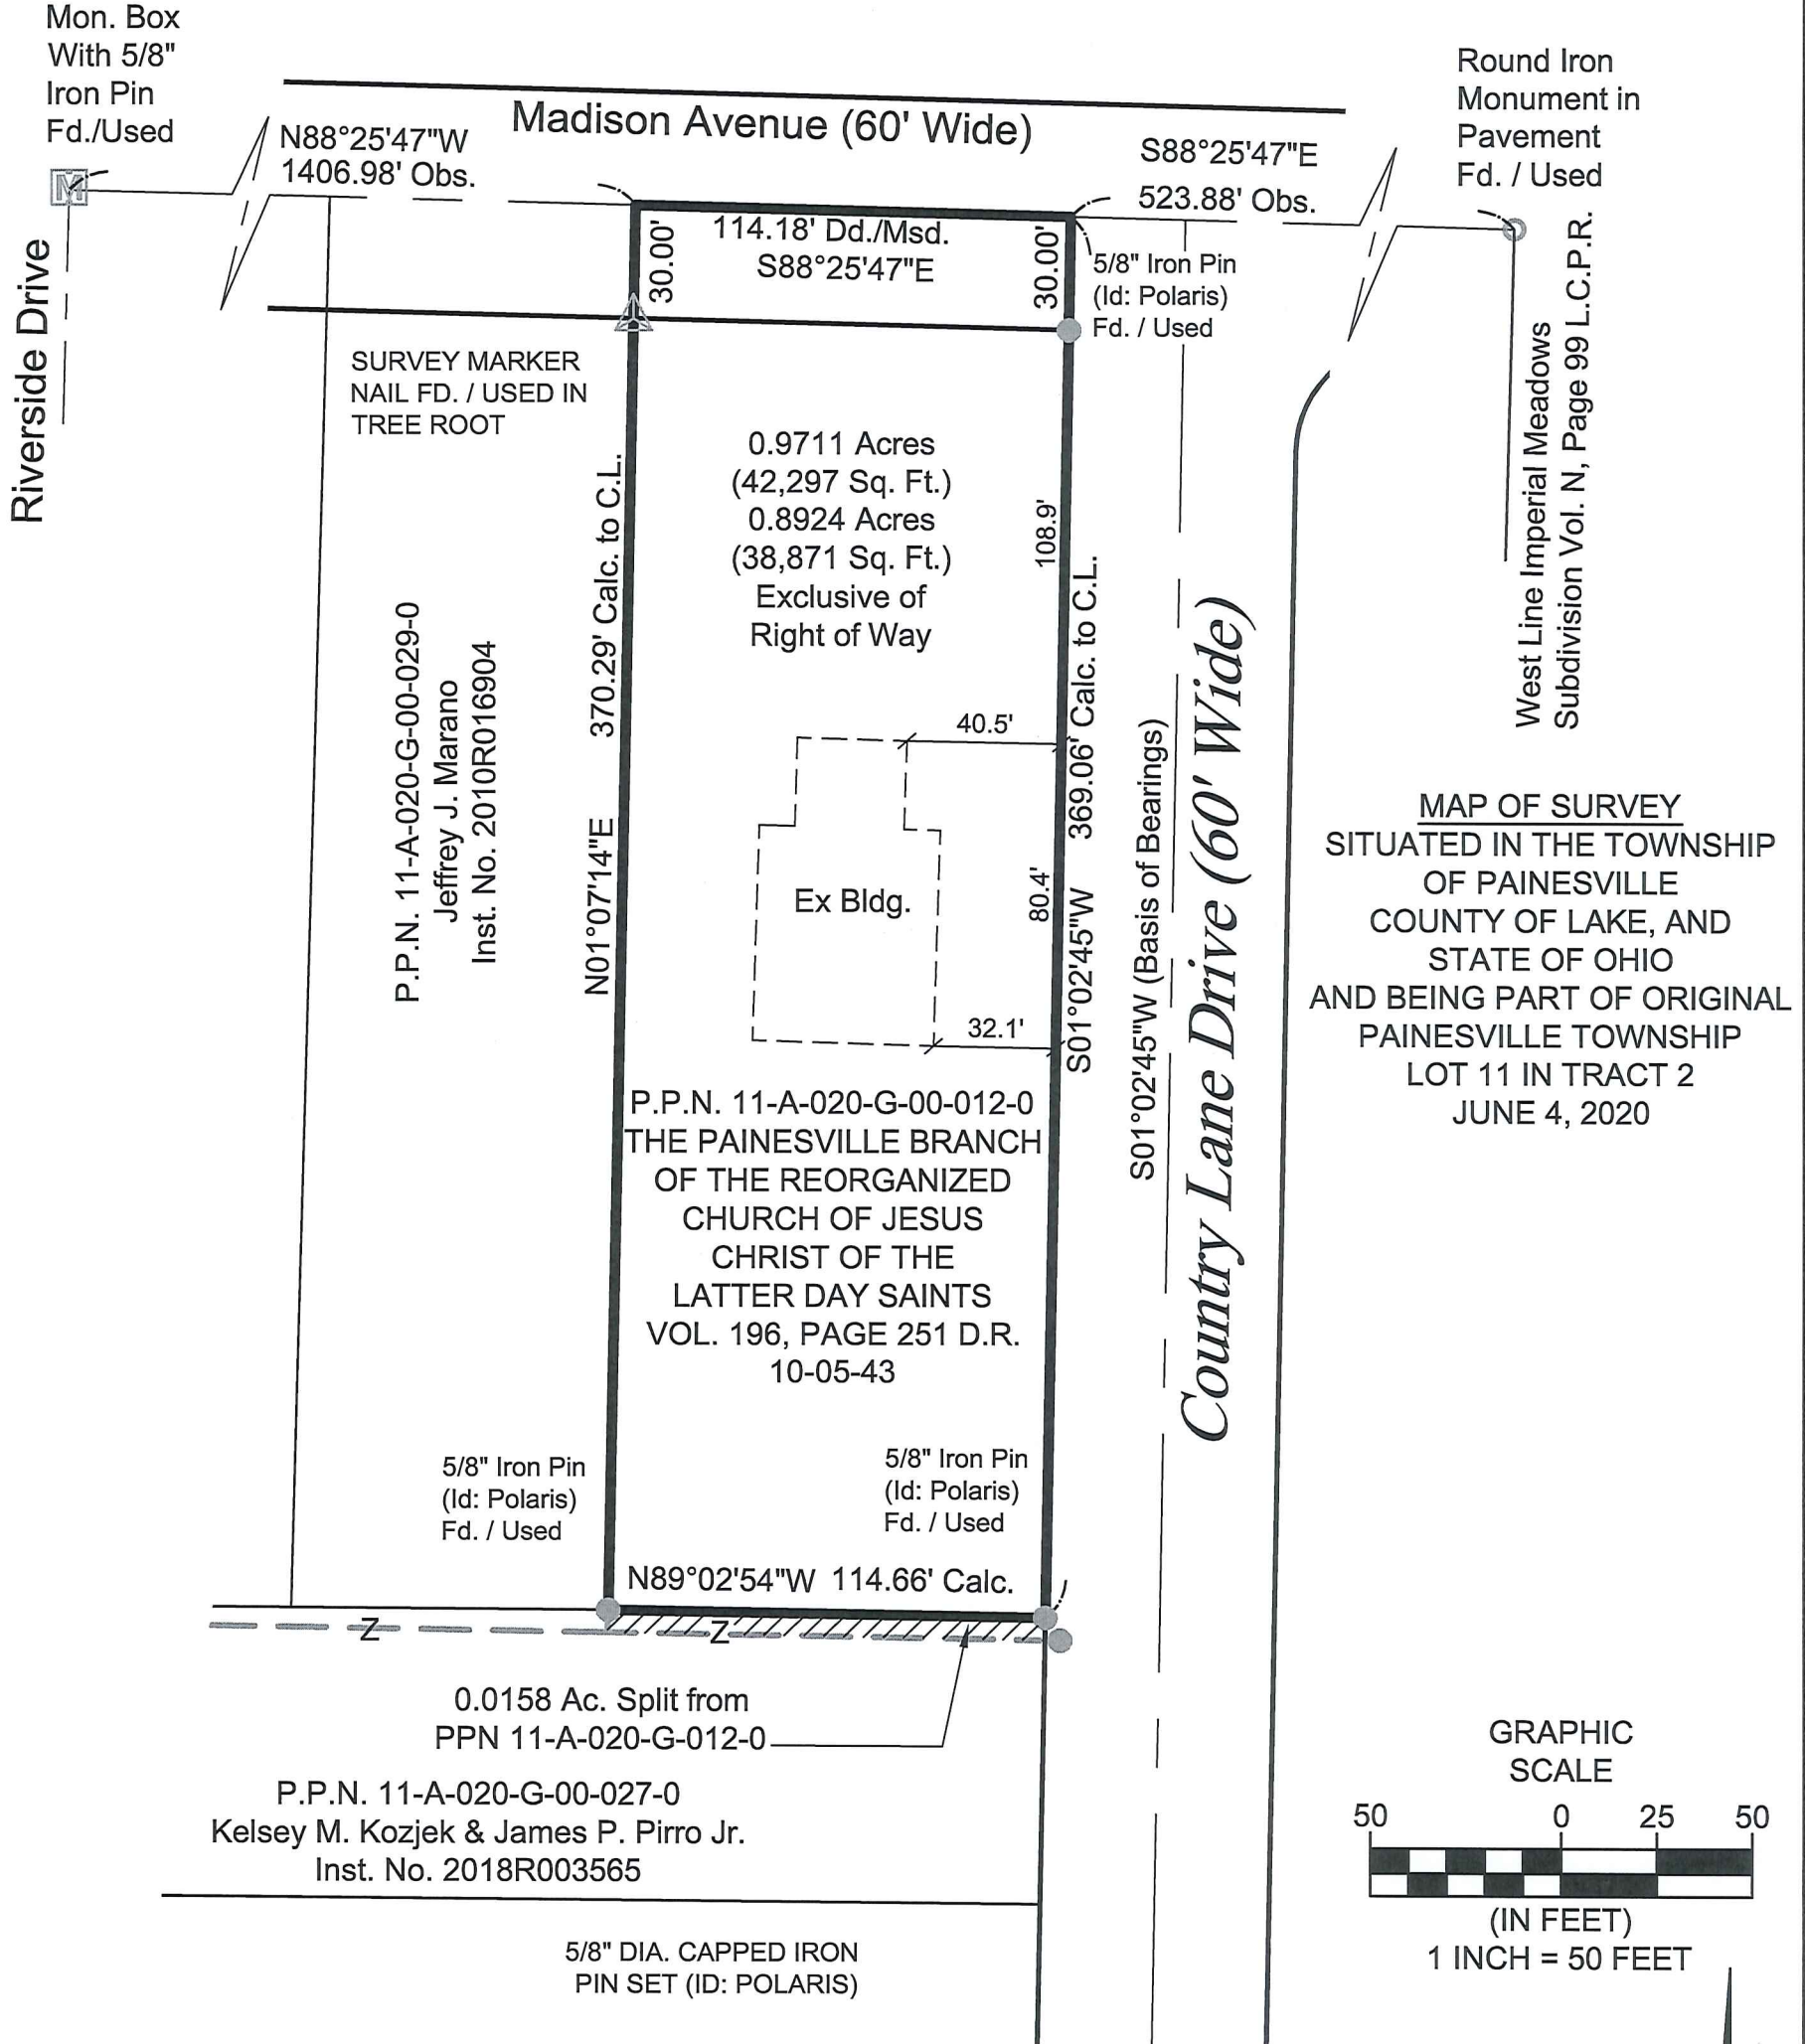 Mon. Box
With 5/8"
Iron Pin
Fd./Used
M
Riverside Drive
N88°25'47"W
1406.98' Obs.
Madison Avenue (60' Wide)
S88°25'47"E
523.88' Obs.
Round Iron
Monument in
Pavement
Fd. / Used
114.18' Dd./Msd.
S88°25'47"E
30.00'
30.00'
5/8" Iron Pin
(Id: Polaris)
Fd. / Used
SURVEY MARKER
NAIL FD. / USED IN
TREE ROOT
West Line Imperial Meadows
Subdivision Vol. N, Page 99 L.C.P.R.
0.9711 Acres
(42,297 Sq. Ft.)
0.8924 Acres
(38,871 Sq. Ft.)
Exclusive of
Right of Way
P.P.N. 11-A-020-G-00-029-0
Jeffrey J. Marano
Inst. No. 2010R016904
N01°07'14"E 370.29' Calc. to C.L.
108.9'
40.5'
80.4'
Ex Bldg.
32.1'
S01°02'45"W 369.06' Calc. to C.L.
S01°02'45"W (Basis of Bearings)
Country Lane Drive (60' Wide)
MAP OF SURVEY
SITUATED IN THE TOWNSHIP
OF PAINESVILLE
COUNTY OF LAKE, AND
STATE OF OHIO
AND BEING PART OF ORIGINAL
PAINESVILLE TOWNSHIP
LOT 11 IN TRACT 2
JUNE 4, 2020
P.P.N. 11-A-020-G-00-012-0
THE PAINESVILLE BRANCH
OF THE REORGANIZED
CHURCH OF JESUS
CHRIST OF THE
LATTER DAY SAINTS
VOL. 196, PAGE 251 D.R.
10-05-43
5/8" Iron Pin
(Id: Polaris)
Fd. / Used
5/8" Iron Pin
(Id: Polaris)
Fd. / Used
N89°02'54"W 114.66' Calc.
Z
Z
0.0158 Ac. Split from
PPN 11-A-020-G-012-0
P.P.N. 11-A-020-G-00-027-0
Kelsey M. Kozjek & James P. Pirro Jr.
Inst. No. 2018R003565
5/8" DIA. CAPPED IRON
PIN SET (ID: POLARIS)
GRAPHIC
SCALE
50 0 25 50
(IN FEET)
1 INCH = 50 FEET